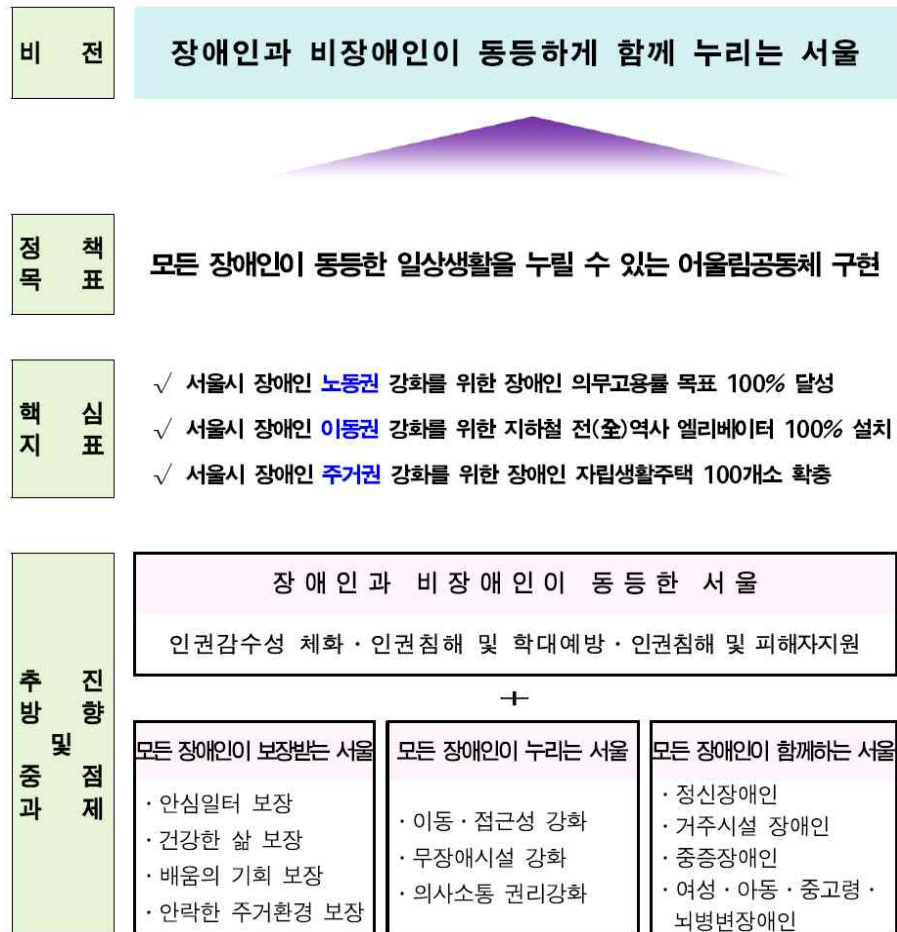 비 전
장애인과 비장애인이 동등하게 함께 누리는 서울
정 책
목 표
모든 장애인이 동등한 일상생활을 누릴 수 있는 어울림공동체 구현
핵 심
지 표
√ 서울시 장애인 노동권 강화를 위한 장애인 의무고용률 목표 100% 달성
√ 서울시 장애인 이동권 강화를 위한 지하철 전(全)역사 엘리베이터 100% 설치
√ 서울시 장애인 주거권 강화를 위한 장애인 자립생활주택 100개소 확충
추 진
방 향
및
중 점
과 제
장애인과 비장애인이 동등한 서울
인권감수성 체화 · 인권침해 및 학대예방 · 인권침해 및 피해자지원
+
모든 장애인이 보장받는 서울
· 안심일터 보장
· 건강한 삶 보장
· 배움의 기회 보장
· 안락한 주거환경 보장
모든 장애인이 누리는 서울
· 이동 · 접근성 강화
· 무장애시설 강화
· 의사소통 권리강화
모든 장애인이 함께하는 서울
· 정신장애인
· 거주시설 장애인
· 중증장애인
· 여성 · 아동 · 중고령 ·
뇌병변장애인